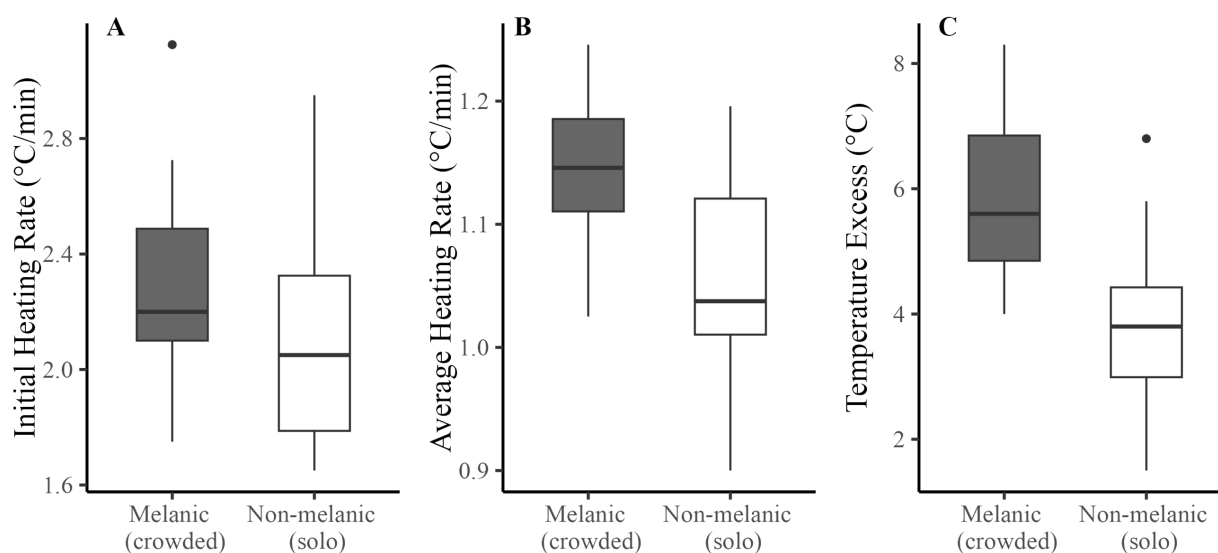 A
Initial Heating Rate (°C/min)
2.8
2.4
2.0
1.6
Melanic
(crowded)
Non-melanic
(solo)
B
Average Heating Rate (°C/min)
1.2
1.1
1.0
0.9
Melanic
(crowded)
Non-melanic
(solo)
C
Temperature Excess (°C)
8
6
4
2
Melanic
(crowded)
Non-melanic
(solo)